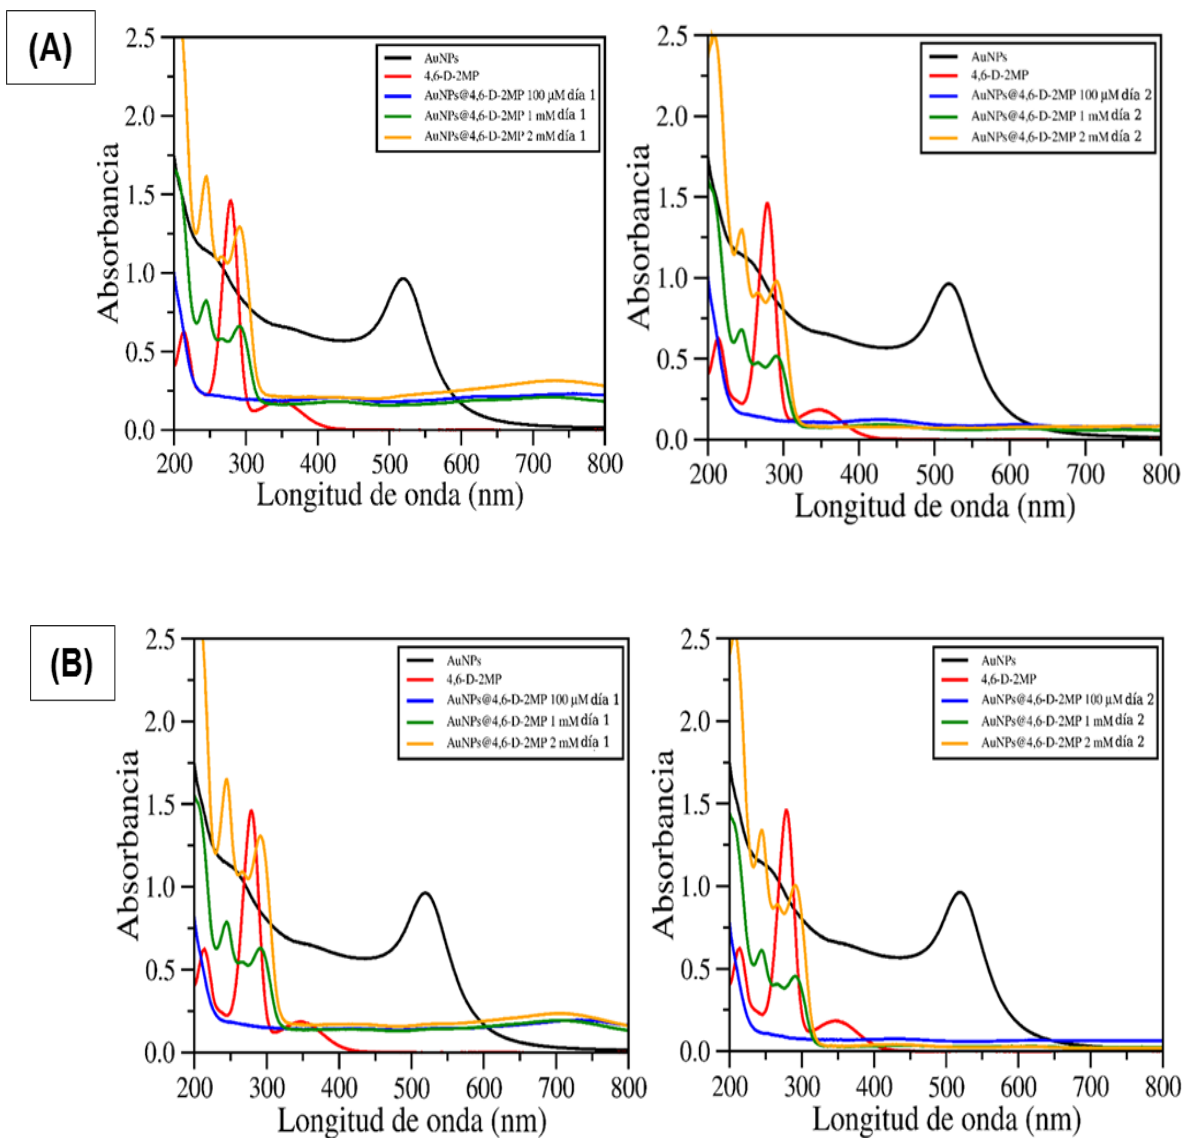 (A)
2.5
2.0
1.5
1.0
0.5
0.0
Absorbancia
AuNPs
4,6-D-2MP
AuNPs@4,6-D-2MP 100 µM día 1
AuNPs@4,6-D-2MP 1 mM día 1
AuNPs@4,6-D-2MP 2 mM día 1
200 300 400 500 600 700 800
Longitud de onda (nm)
2.5
2.0
1.5
1.0
0.5
0.0
Absorbancia
AuNPs
4,6-D-2MP
AuNPs@4,6-D-2MP 100 µM día 2
AuNPs@4,6-D-2MP 1 mM día 2
AuNPs@4,6-D-2MP 2 mM día 2
200 300 400 500 600 700 800
Longitud de onda (nm)
(B)
2.5
2.0
1.5
1.0
0.5
0.0
Absorbancia
AuNPs
4,6-D-2MP
AuNPs@4,6-D-2MP 100 µM día 1
AuNPs@4,6-D-2MP 1 mM día 1
AuNPs@4,6-D-2MP 2 mM día 1
200 300 400 500 600 700 800
Longitud de onda (nm)
2.5
2.0
1.5
1.0
0.5
0.0
Absorbancia
AuNPs
4,6-D-2MP
AuNPs@4,6-D-2MP 100 µM día 2
AuNPs@4,6-D-2MP 1 mM día 2
AuNPs@4,6-D-2MP 2 mM día 2
200 300 400 500 600 700 800
Longitud de onda (nm)